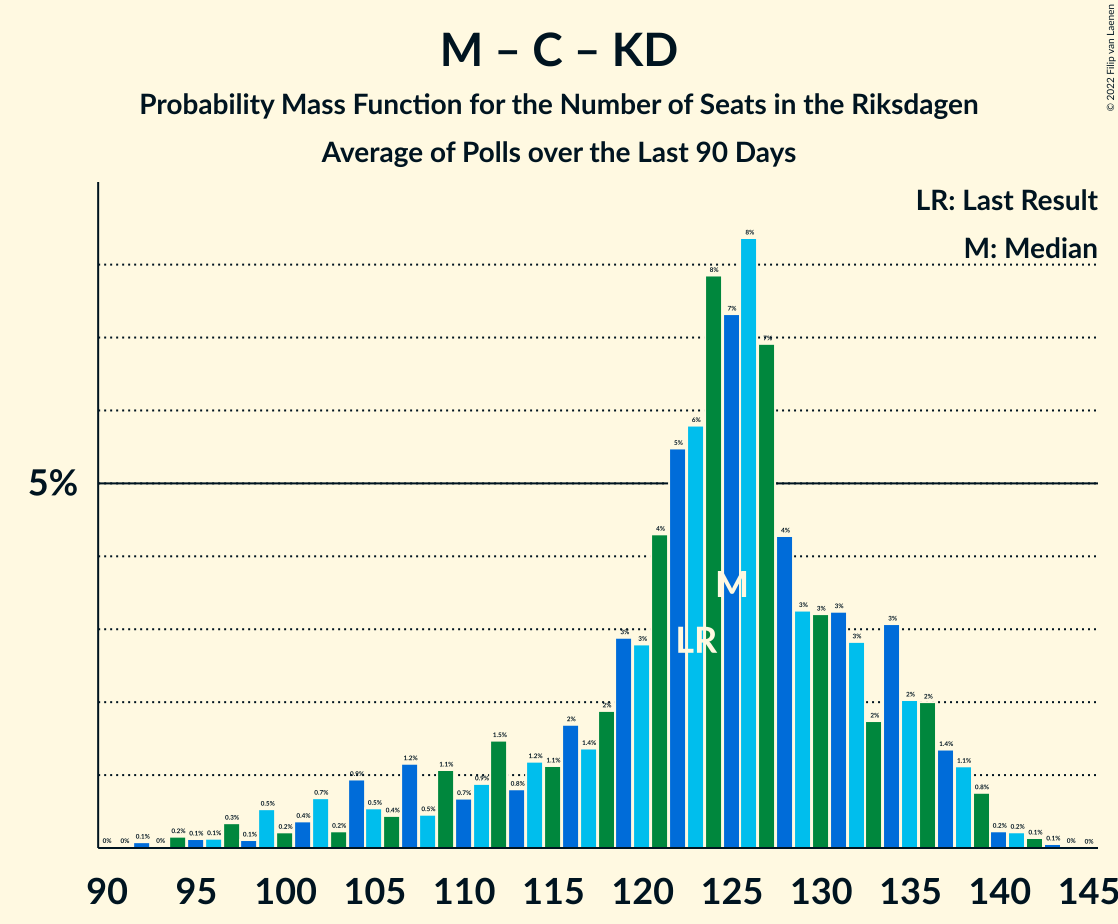 M – C – KD
Probability Mass Function for the Number of Seats in the Riksdagen
Average of Polls over the Last 90 Days
© 2022 Filip van Laenen
LR: Last Result
M: Median
5%
0% 0% 0.1% 0% 0.2% 0.1% 0.1% 0.3% 0.1% 0.5% 0.2% 0.4% 0.7% 0.2% 0.9% 0.5% 0.4% 1.2% 0.5% 1.1% 0.7% 0.9% 1.5% 0.8% 1.2% 1.1% 2% 1.4% 2% 3% 3% 4% 5% 6% 8% 7% 8% 7% 4% 3% 3% 3% 3% 2% 3% 2% 2% 1.4% 1.1% 0.8% 0.2% 0.2% 0.1% 0.1% 0% 0%
M
LR
90 95 100 105 110 115 120 125 130 135 140 145